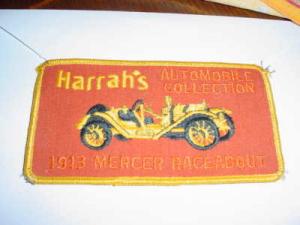 Harrah's
AUTOMOBILE
COLLECTION
1913 MERCER RACEABOUT